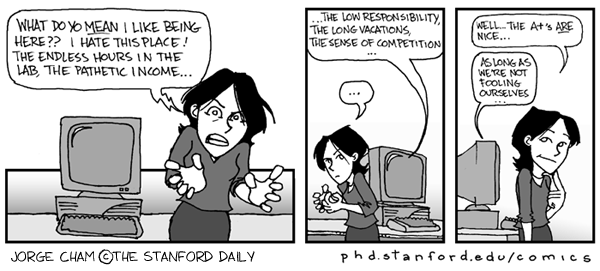 WHAT DO YO MEAN I LIKE BEING
HERE?? I HATE THIS PLACE!
THE ENDLESS HOURS IN THE
LAB, THE PATHETIC INCOME...
...THE LOW RESPONSIBILITY,
THE LONG VACATIONS,
THE SENSE OF COMPETITION
...
...
WELL...THE A+'S ARE
NICE...
AS LONG AS
WE'RE NOT
FOOLING
OURSELVES
...
JORGE CHAM ©THE STANFORD DAILY
phd.stanford.edu/comics